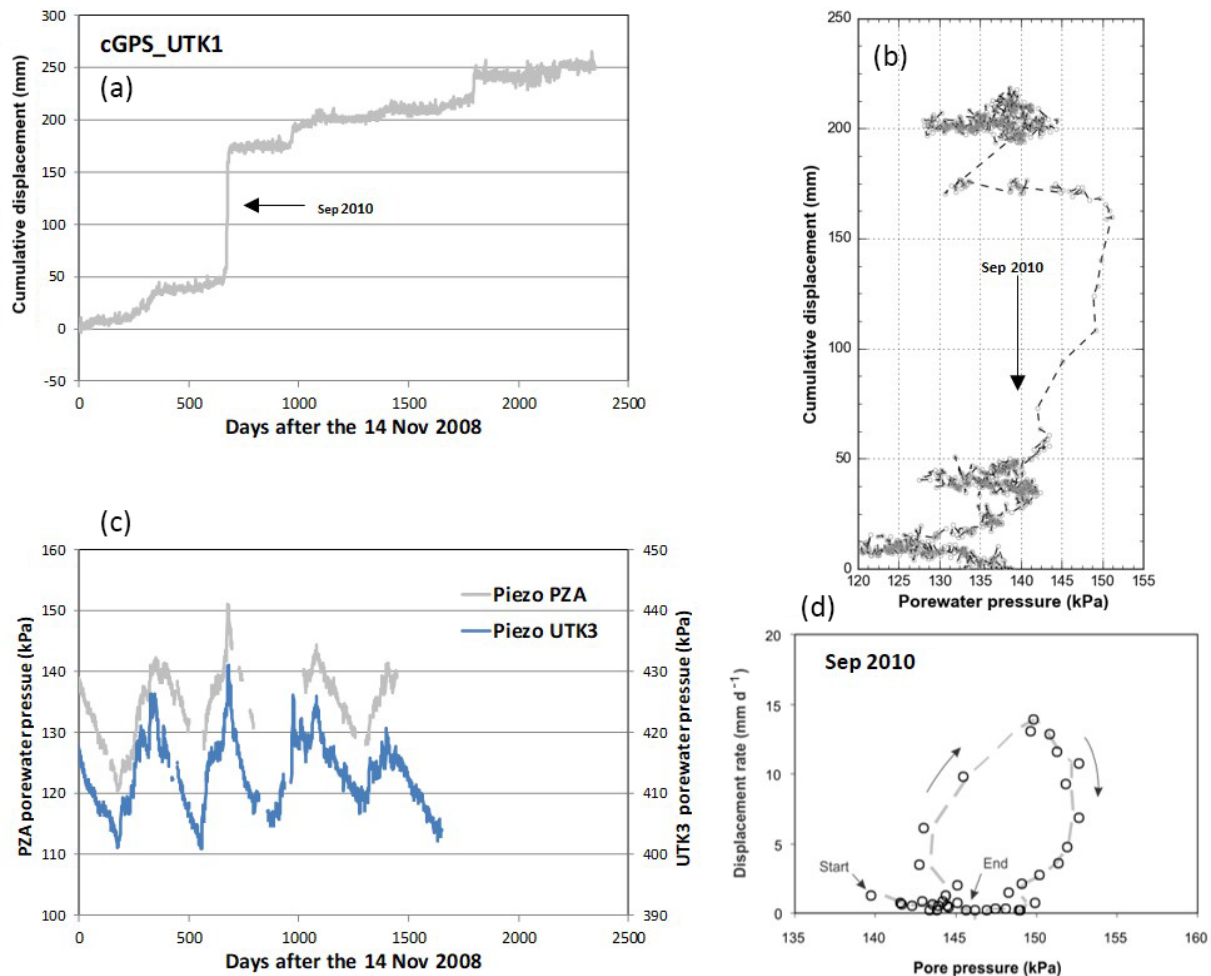 cGPS_UTK1
(a)
300
250
200
150
100
50
0
-50
Cumulative displacement (mm)
Sep 2010
0 500 1000 1500 2000 2500
Days after the 14 Nov 2008
(b)
250
200
150
100
50
0
Cumulative displacement (mm)
Sep 2010
120 125 130 135 140 145 150 155
Porewater pressure (kPa)
(c)
160
150
140
130
120
110
100
PZA porewater pressure (kPa)
Piezo PZA
Piezo UTK3
450
440
430
420
410
400
390
UTK3 porewater pressue (kPa)
0 500 1000 1500 2000 2500
Days after the 14 Nov 2008
(d)
20
15
10
5
0
Displacement rate (mm d-1)
Sep 2010
Start
End
135 140 145 150 155 160
Pore pressure (kPa)